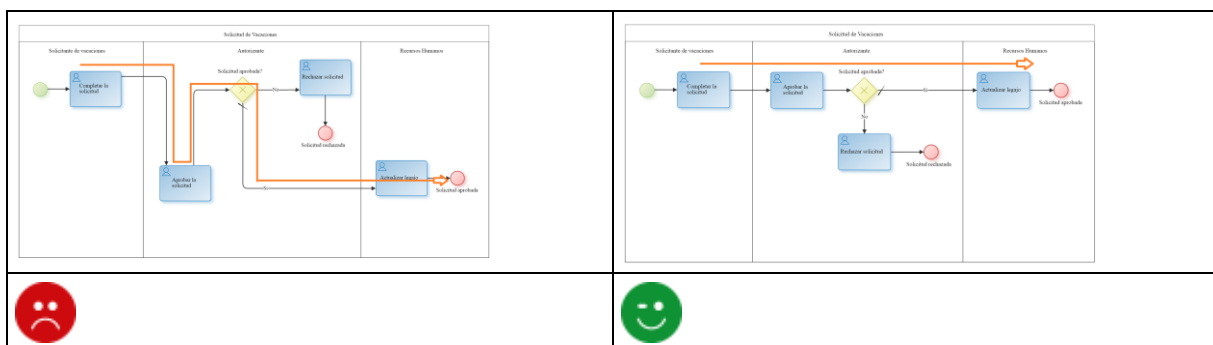 Solicitud de Vacaciones
Solicitante de vacaciones
Autorizante
Recursos Humanos
Solicitud aprobada?
Completar la
solicitud
No
Rechazar solicitud
Solicitud rechazada
Aprobar la
solicitud
Si
Actualizar legajo
Solicitud aprobada
Solicitud de Vacaciones
Solicitante de vacaciones
Autorizante
Recursos Humanos
Solicitud aprobada?
Completar la
solicitud
Aprobar la
solicitud
Si
Actualizar legajo
Solicitud aprobada
No
Rechazar solicitud
Solicitud rechazada